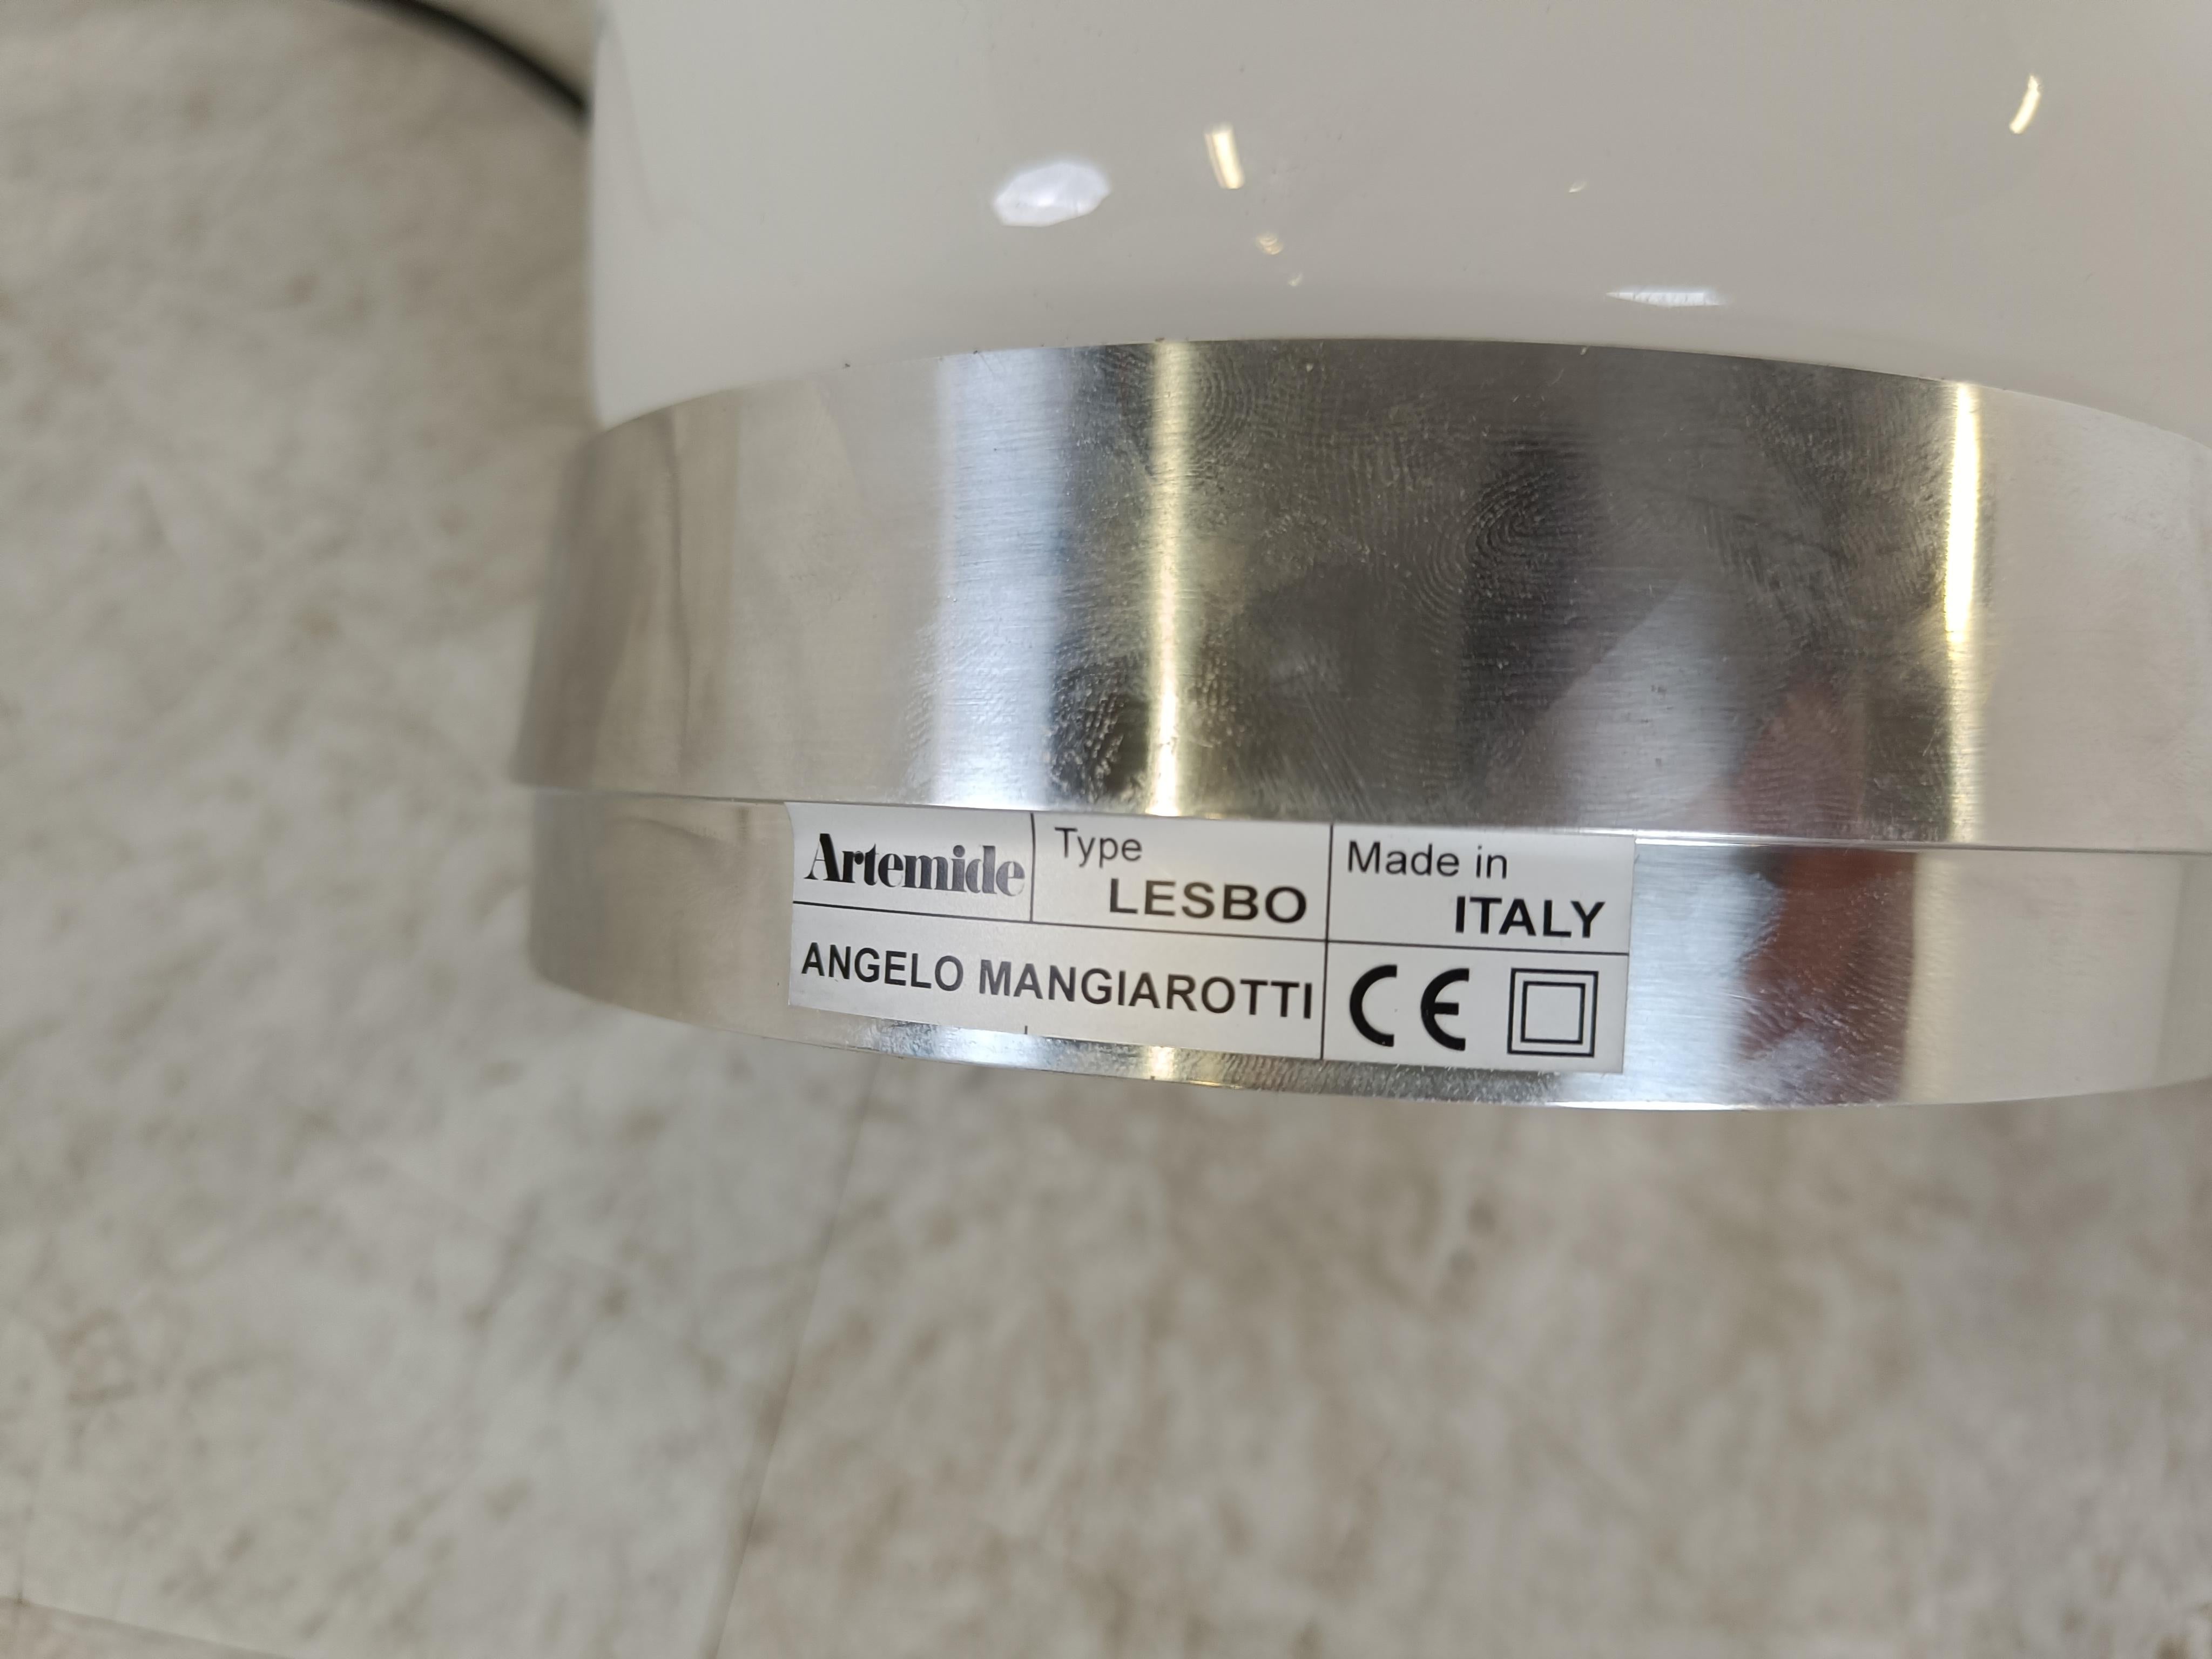 Artemide
Type
LESBO
Made in
ITALY
ANGELO MANGIAROTTI
CE